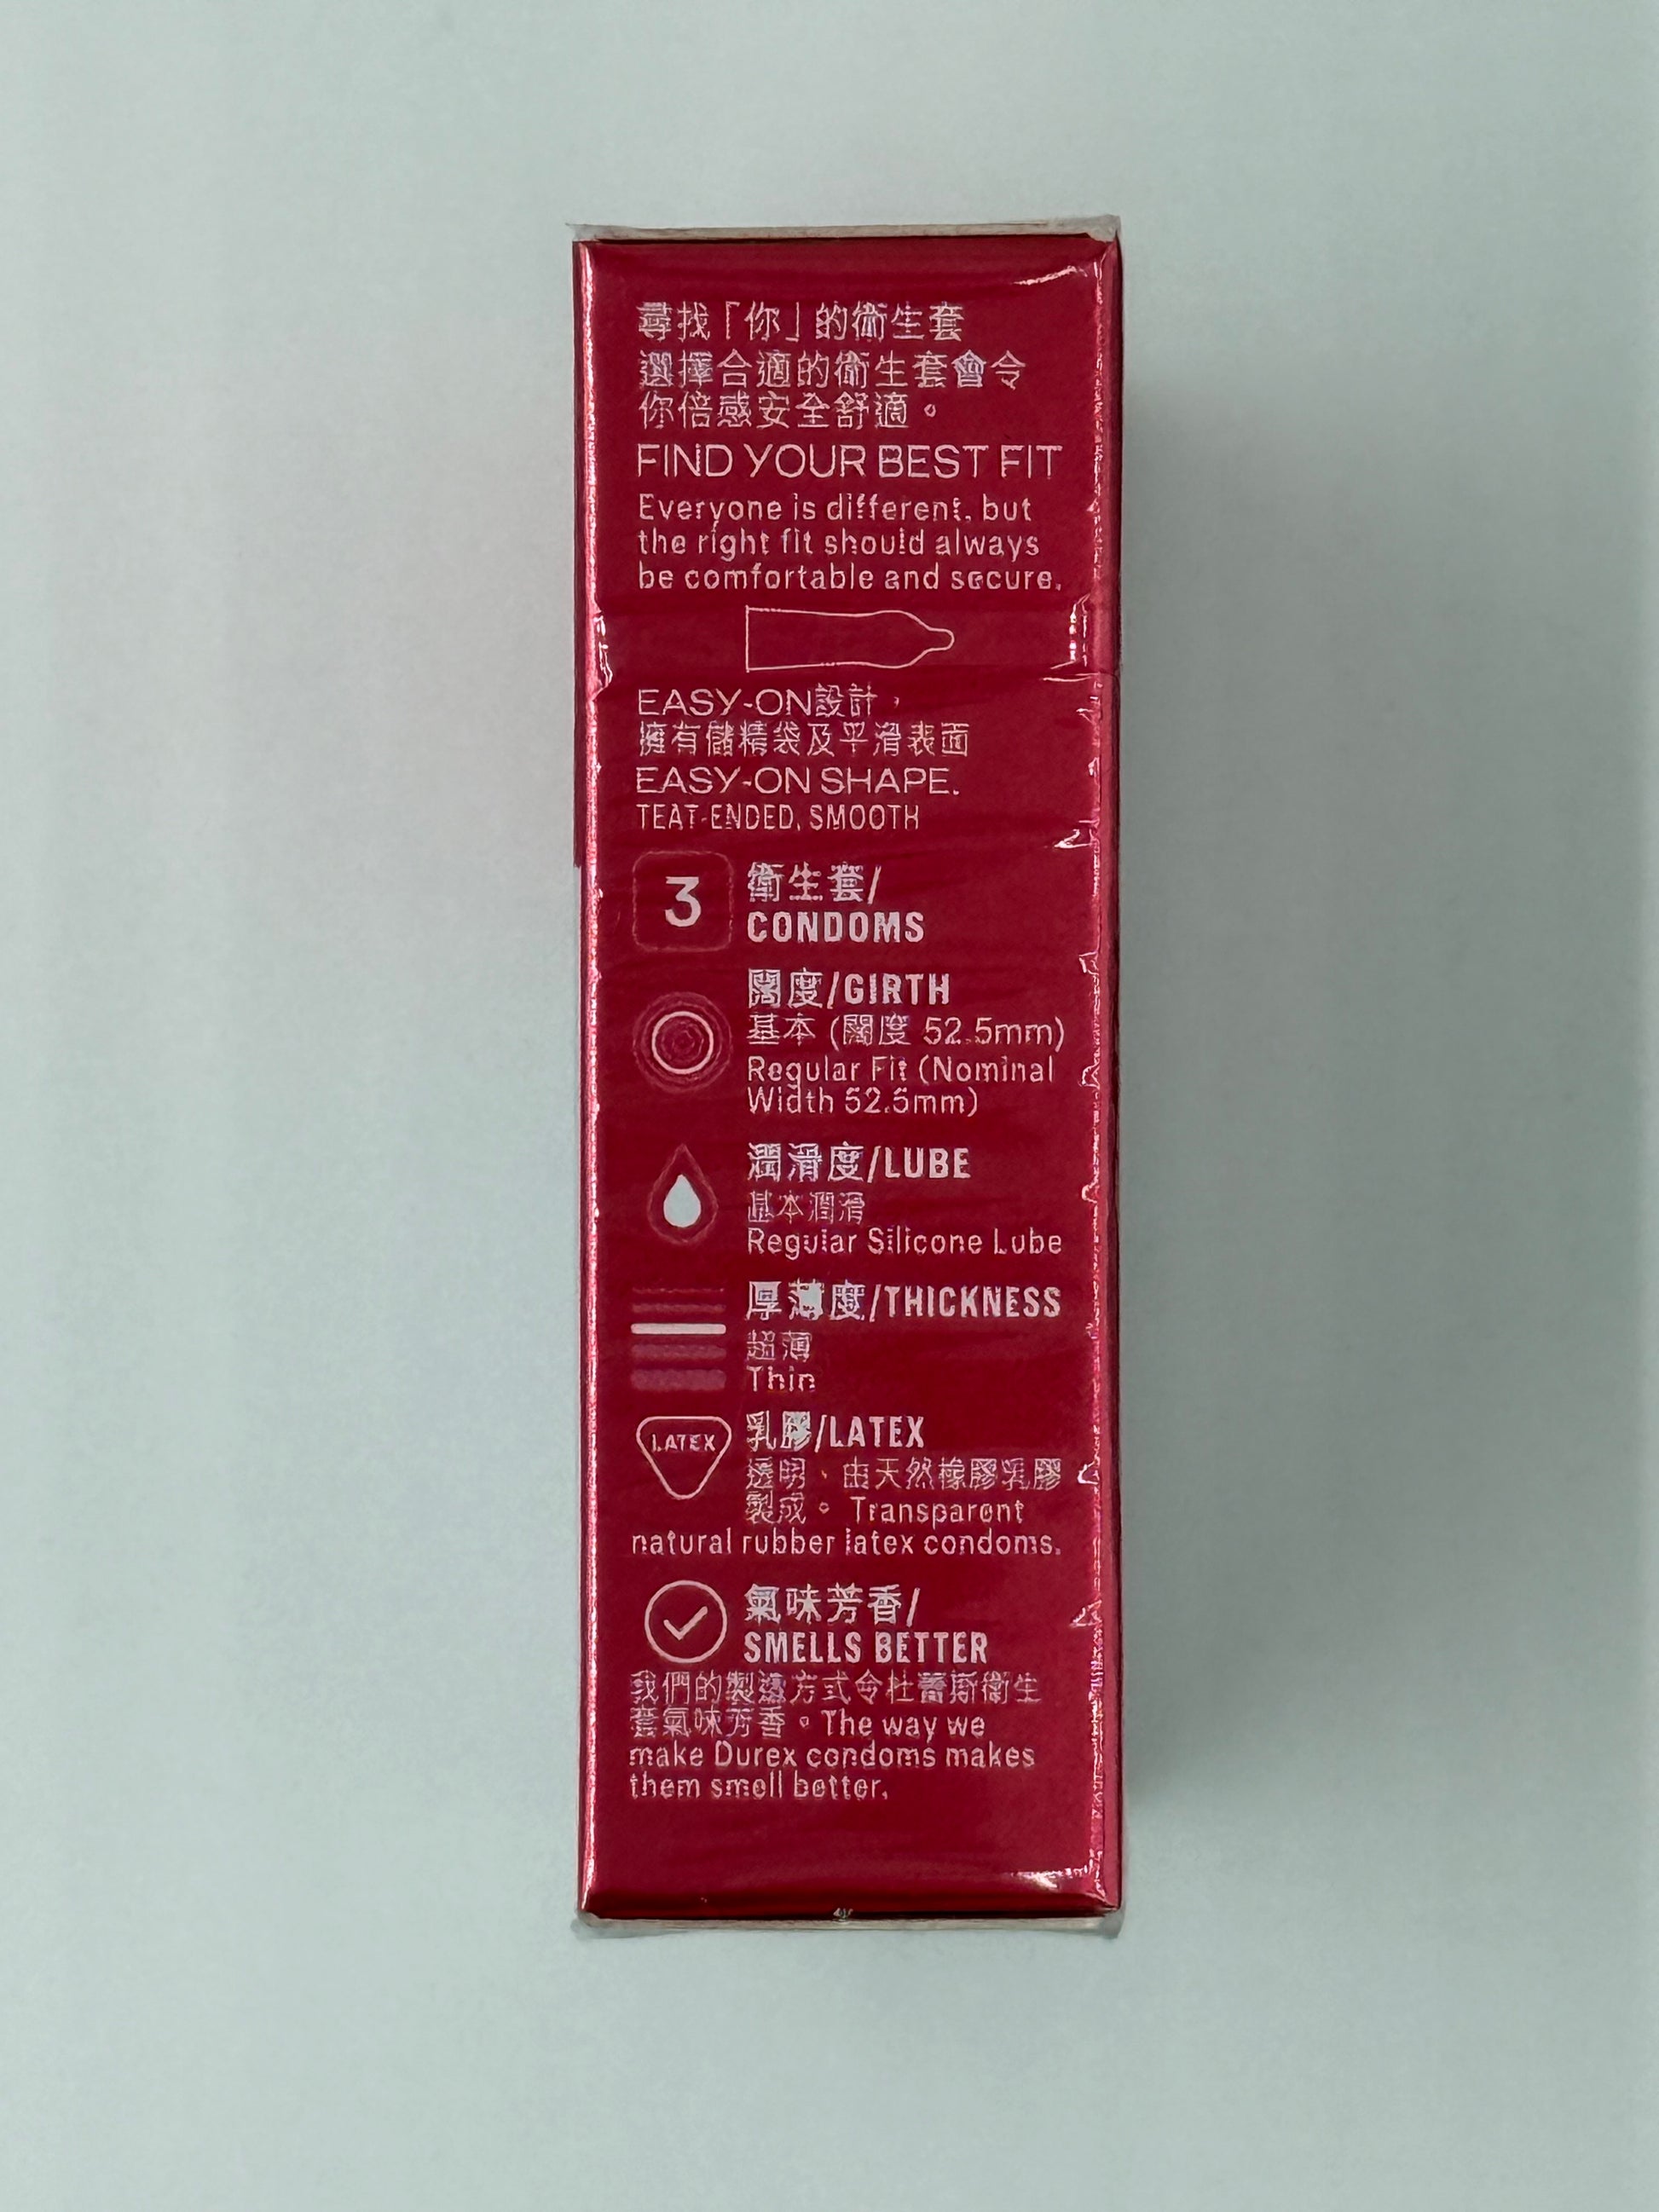 尋找「你」的衞生套
選擇合適的衞生套會令
你倍感安全舒適。
FIND YOUR BEST FIT
Everyone is different, but
the right fit should always
be comfortable and secure.
EASY-ON設計，
擁有儲精袋及平滑表面
EASY-ON SHAPE.
TEAT-ENDED, SMOOTH
3
衞生套/
CONDOMS
闊度/GIRTH
基本 (闊度 52.5mm)
Regular Fit (Nominal
Width 52.5mm)
潤滑度/LUBE
基本潤滑
Regular Silicone Lube
厚薄度/THICKNESS
超薄
Thin
LATEX
乳膠/LATEX
透明、由天然橡膠乳膠
製成。 Transparent
natural rubber latex condoms.
氣味芳香/
SMELLS BETTER
我們的製造方式令杜蕾斯衞生
套氣味芳香。The way we
make Durex condoms makes
them smell better.